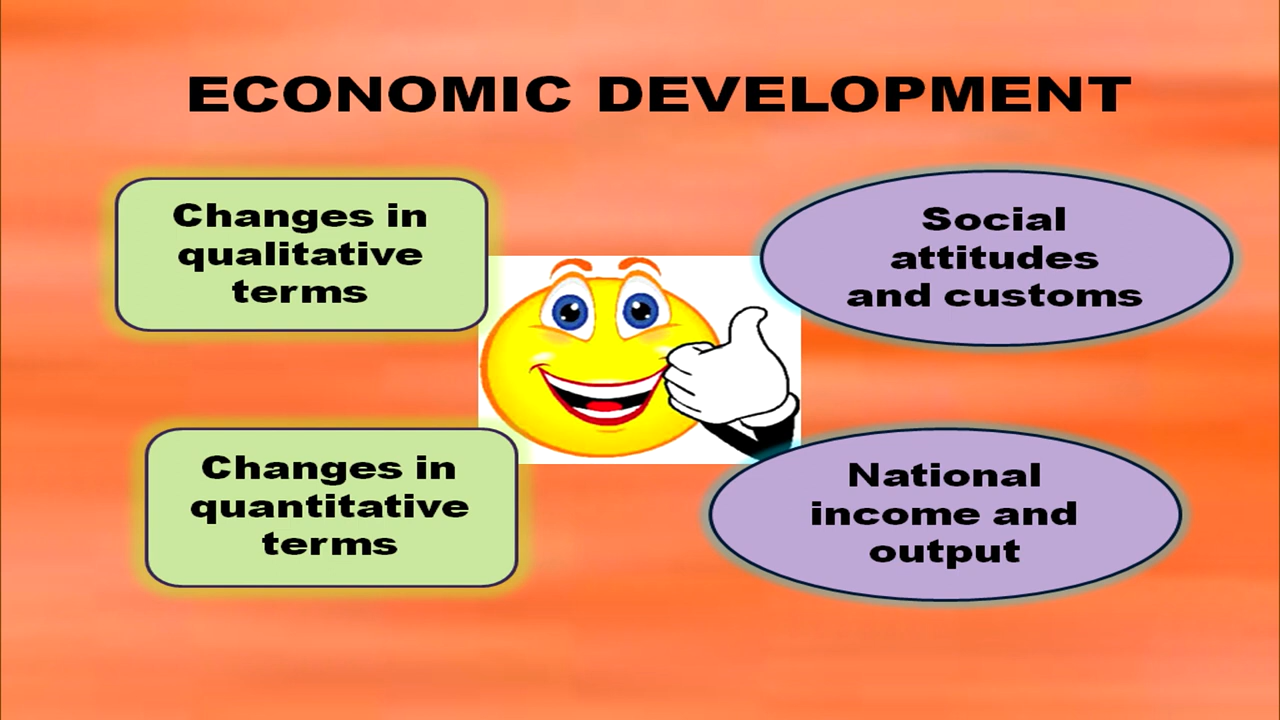 ECONOMIC DEVELOPMENT
Changes in
qualitative
terms
Social
attitudes
and customs
Changes in
quantitative
terms
National
income and
output